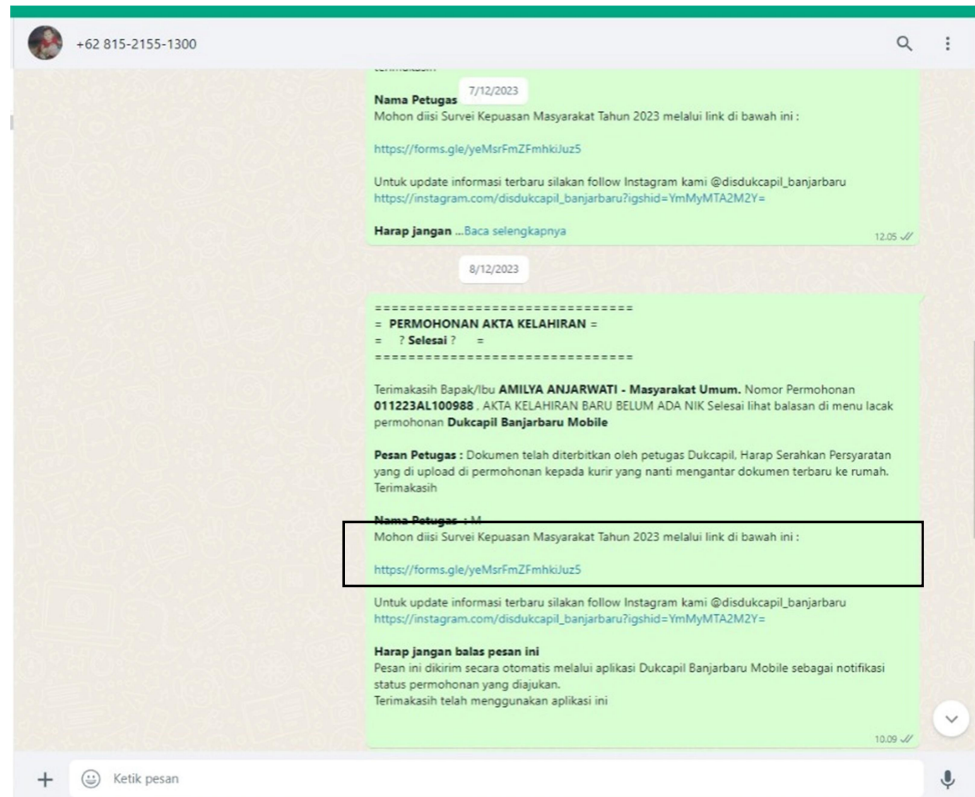 +62 815-2155-1300
7/12/2023
Nama Petugas
Mohon diisi Survei Kepuasan Masyarakat Tahun 2023 melalui link di bawah ini :
https://forms.gle/yeMsrFmZFmhkiJuz5
Untuk update informasi terbaru silakan follow Instagram kami @disdukcapil_banjarbaru
https://instagram.com/disdukcapil_banjarbaru?igshid=YmMyMTA2M2Y=
Harap jangan ...Baca selengkapnya
12.05
8/12/2023
================================
= PERMOHONAN AKTA KELAHIRAN =
= ? Selesai ? =
================================
Terimakasih Bapak/Ibu AMILYA ANJARWATI - Masyarakat Umum. Nomor Permohonan
011223AL100988 , AKTA KELAHIRAN BARU BELUM ADA NIK Selesai lihat balasan di menu lacak
permohonan Dukcapil Banjarbaru Mobile
Pesan Petugas : Dokumen telah diterbitkan oleh petugas Dukcapil, Harap Serahkan Persyaratan
yang di upload di permohonan kepada kurir yang nanti mengantar dokumen terbaru ke rumah.
Terimakasih
Nama Petugas : M
Mohon diisi Survei Kepuasan Masyarakat Tahun 2023 melalui link di bawah ini :
https://forms.gle/yeMsrFmZFmhkiJuz5
Untuk update informasi terbaru silakan follow Instagram kami @disdukcapil_banjarbaru
https://instagram.com/disdukcapil_banjarbaru?igshid=YmMyMTA2M2Y=
Harap jangan balas pesan ini
Pesan ini dikirim secara otomatis melalui aplikasi Dukcapil Banjarbaru Mobile sebagai notifikasi
status permohonan yang diajukan.
Terimakasih telah menggunakan aplikasi ini
10.09
Ketik pesan